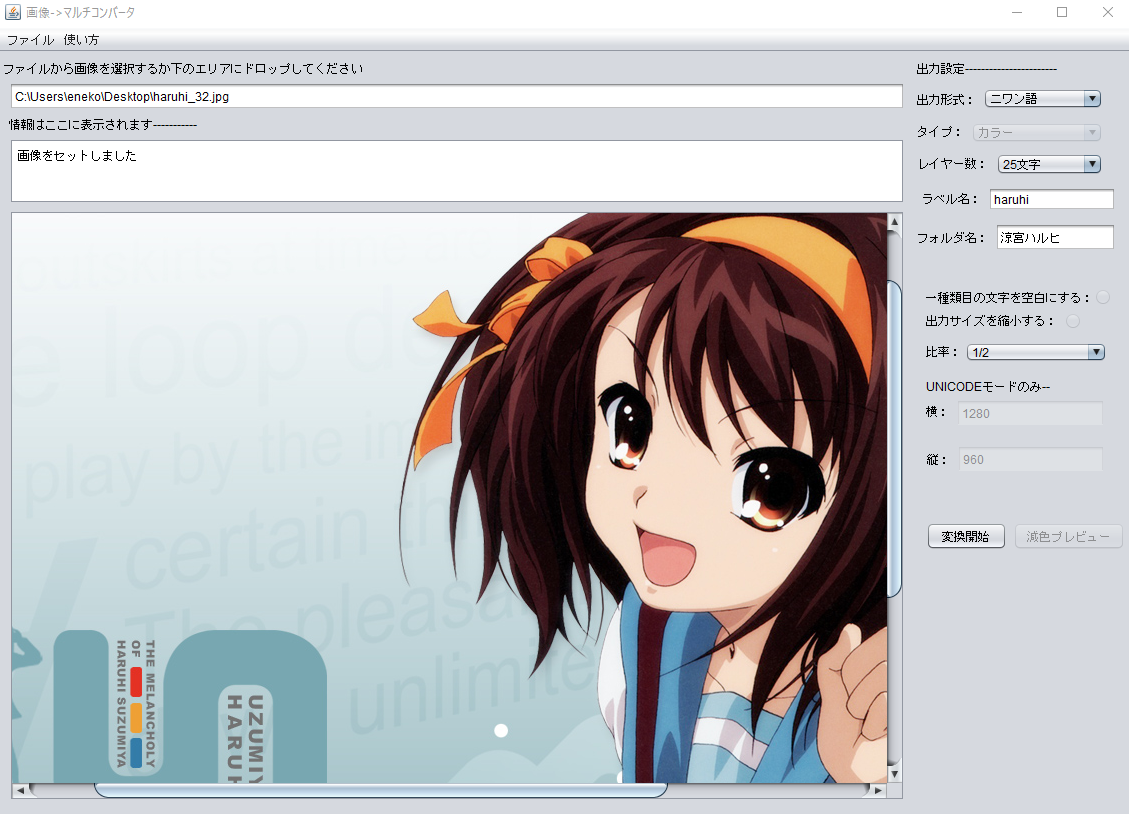 画像->マルチコンバータ
ファイル 使い方
ファイルから画像を選択するか下のエリアにドロップしてください
C:\Users\eneko\Desktop\haruhi_32.jpg
情報はここに表示されます-----------
画像をセットしました
e loop
play by the im
certain th
The pleasa
unlimite
THE MELANCHOLY
OF
HARUHI SUZUMIYA
UZUMIY
HARUH
出力設定-----------------------
出力形式： ニワン語
タイプ： カラー
レイヤー数： 25文字
ラベル名： haruhi
フォルダ名： 涼宮ハルヒ
一種類目の文字を空白にする：
出力サイズを縮小する：
比率： 1/2
UNICODEモードのみ--
横： 1280
縦： 960
変換開始 減色プレビュー